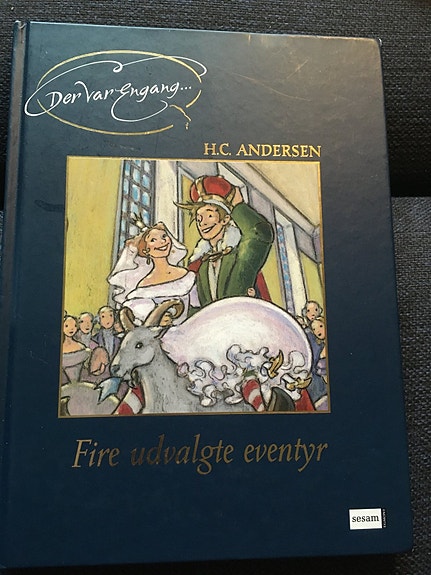 Der var engang...
H.C. ANDERSEN
Fire udvalgte eventyr
sesam